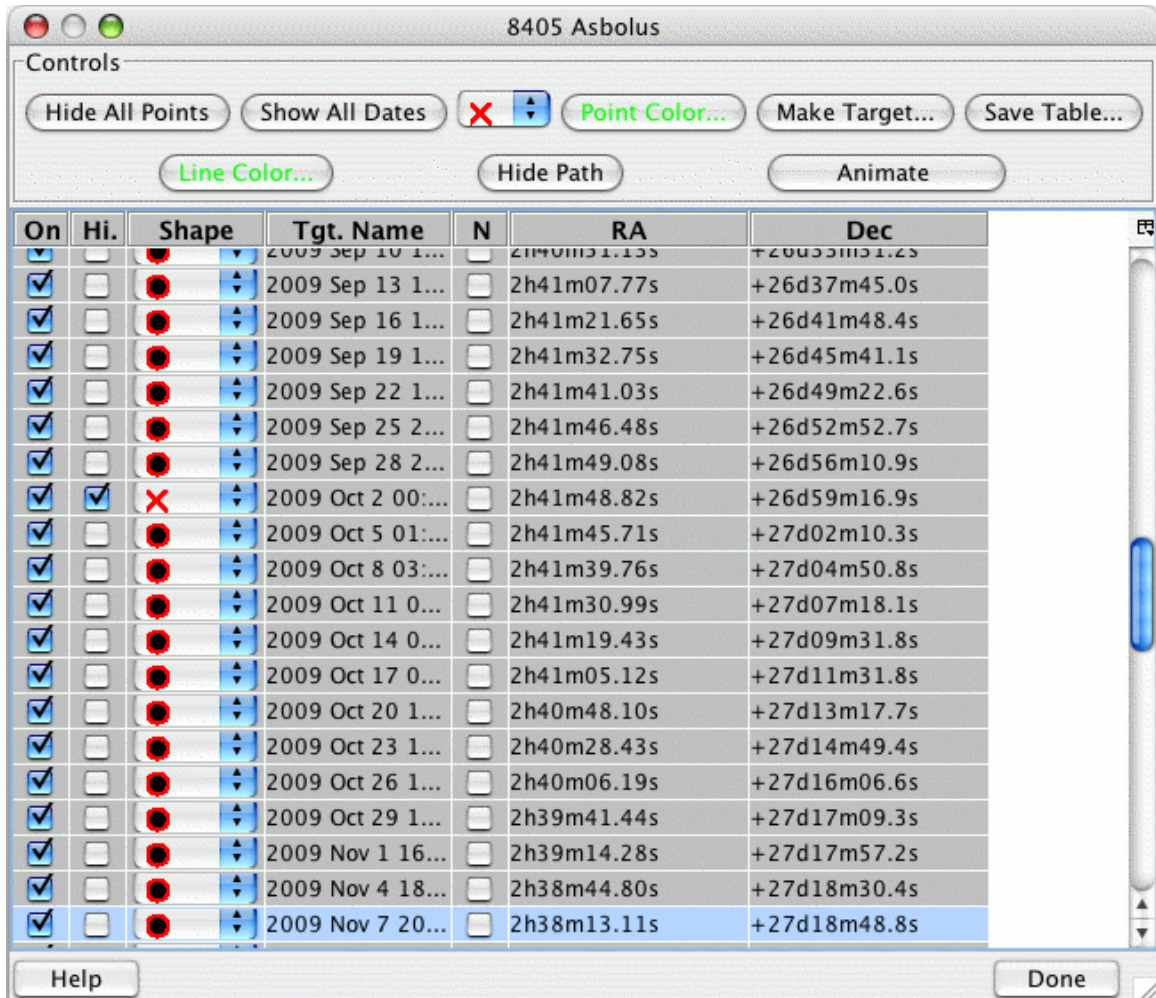 8405 Asbolus
Controls
Hide All Points Show All Dates Point Color... Make Target... Save Table...
Line Color... Hide Path Animate
On Hi. Shape Tgt. Name N RA Dec
2009 Sep 10 1... 2h40m51.13s +26d33m31.2s
2009 Sep 13 1... 2h41m07.77s +26d37m45.0s
2009 Sep 16 1... 2h41m21.65s +26d41m48.4s
2009 Sep 19 1... 2h41m32.75s +26d45m41.1s
2009 Sep 22 1... 2h41m41.03s +26d49m22.6s
2009 Sep 25 2... 2h41m46.48s +26d52m52.7s
2009 Sep 28 2... 2h41m49.08s +26d56m10.9s
2009 Oct 2 00:... 2h41m48.82s +26d59m16.9s
2009 Oct 5 01:... 2h41m45.71s +27d02m10.3s
2009 Oct 8 03:... 2h41m39.76s +27d04m50.8s
2009 Oct 11 0... 2h41m30.99s +27d07m18.1s
2009 Oct 14 0... 2h41m19.43s +27d09m31.8s
2009 Oct 17 0... 2h41m05.12s +27d11m31.8s
2009 Oct 20 1... 2h40m48.10s +27d13m17.7s
2009 Oct 23 1... 2h40m28.43s +27d14m49.4s
2009 Oct 26 1... 2h40m06.19s +27d16m06.6s
2009 Oct 29 1... 2h39m41.44s +27d17m09.3s
2009 Nov 1 16... 2h39m14.28s +27d17m57.2s
2009 Nov 4 18... 2h38m44.80s +27d18m30.4s
2009 Nov 7 20... 2h38m13.11s +27d18m48.8s
Help Done